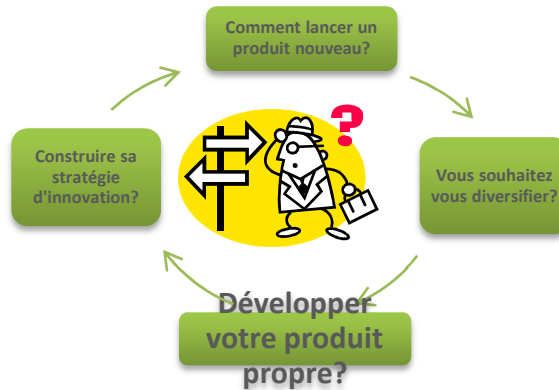 Comment lancer un
produit nouveau?
?
Construire sa
stratégie
d'innovation?
Vous souhaitez
vous diversifier?
Développer
votre produit
propre?